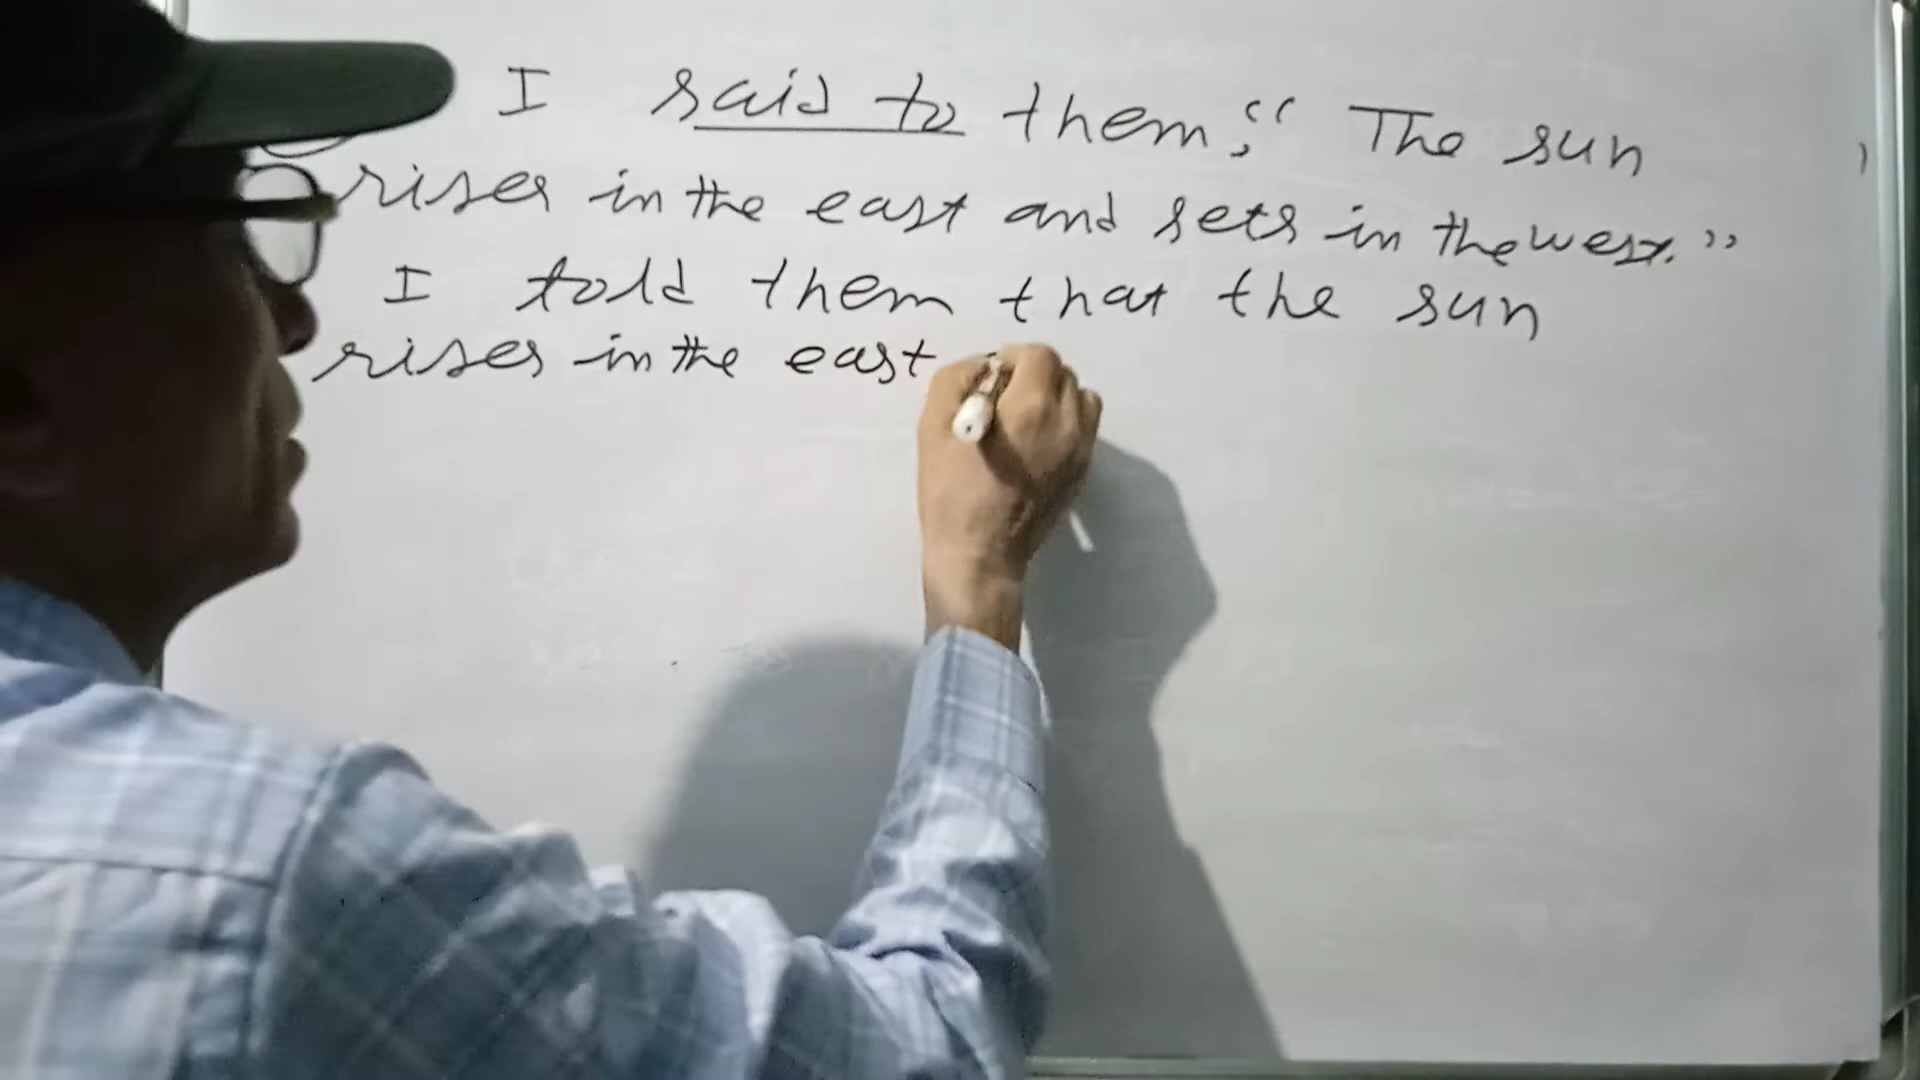 I said to them, “ The sun
rises in the east and sets in the west.”
I told them that the sun
rises in the east